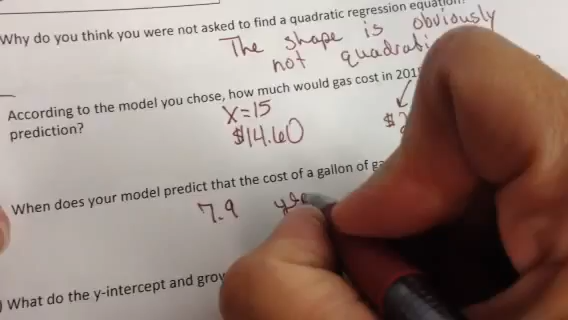 Why do you think you were not asked to find a quadratic regression equation?
The shape is obviously
not quadrati
According to the model you chose, how much would gas cost in 201
prediction?
X=15
$14.60
$2
When does your model predict that the cost of a gallon of ga
7.9
What do the y-intercept and grow